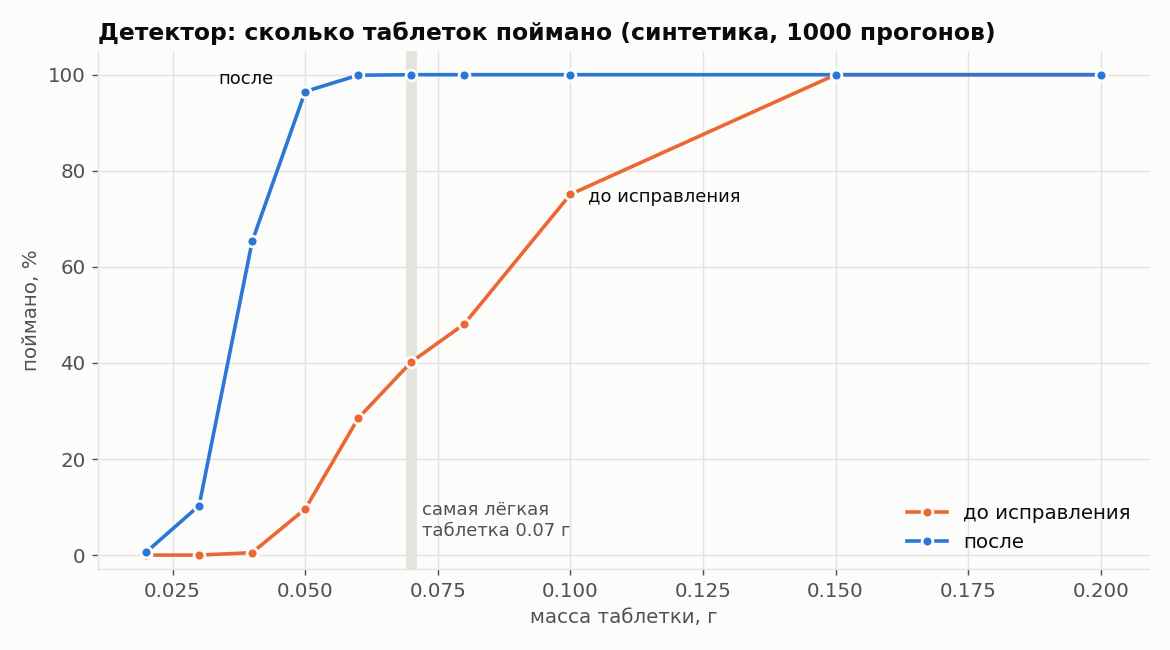 Детектор: сколько таблеток поймано (синтетика, 1000 прогонов)
после
до исправления
самая лёгкая
таблетка 0.07 г
до исправления
после
100
80
60
40
20
0
поймано, %
0.025 0.050 0.075 0.100 0.125 0.150 0.175 0.200
масса таблетки, г